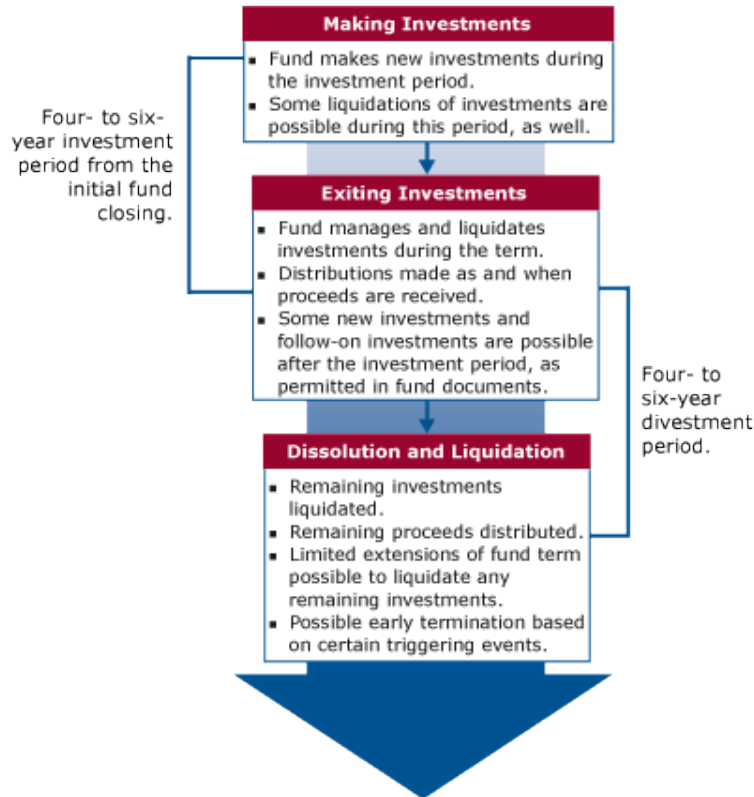 Making Investments
▪ Fund makes new investments during
the investment period.
▪ Some liquidations of investments are
possible during this period, as well.
Four- to six-
year investment
period from the
initial fund
closing.
Exiting Investments
▪ Fund manages and liquidates
investments during the term.
▪ Distributions made as and when
proceeds are received.
▪ Some new investments and
follow-on investments are possible
after the investment period, as
permitted in fund documents.
Four- to
six-year
divestment
period.
Dissolution and Liquidation
▪ Remaining investments
liquidated.
▪ Remaining proceeds distributed.
▪ Limited extensions of fund term
possible to liquidate any
remaining investments.
▪ Possible early termination based
on certain triggering events.